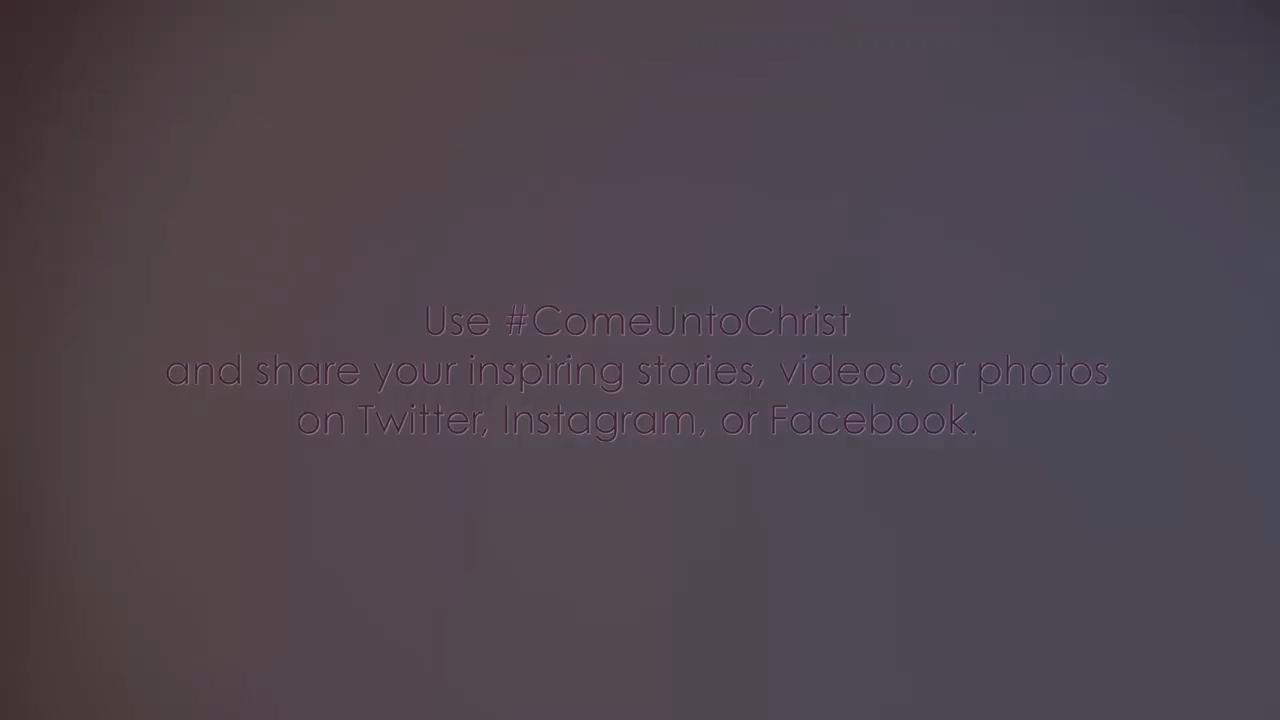 Use #ComeUntoChrist
and share your inspiring stories, videos, or photos
on Twitter, Instagram, or Facebook.